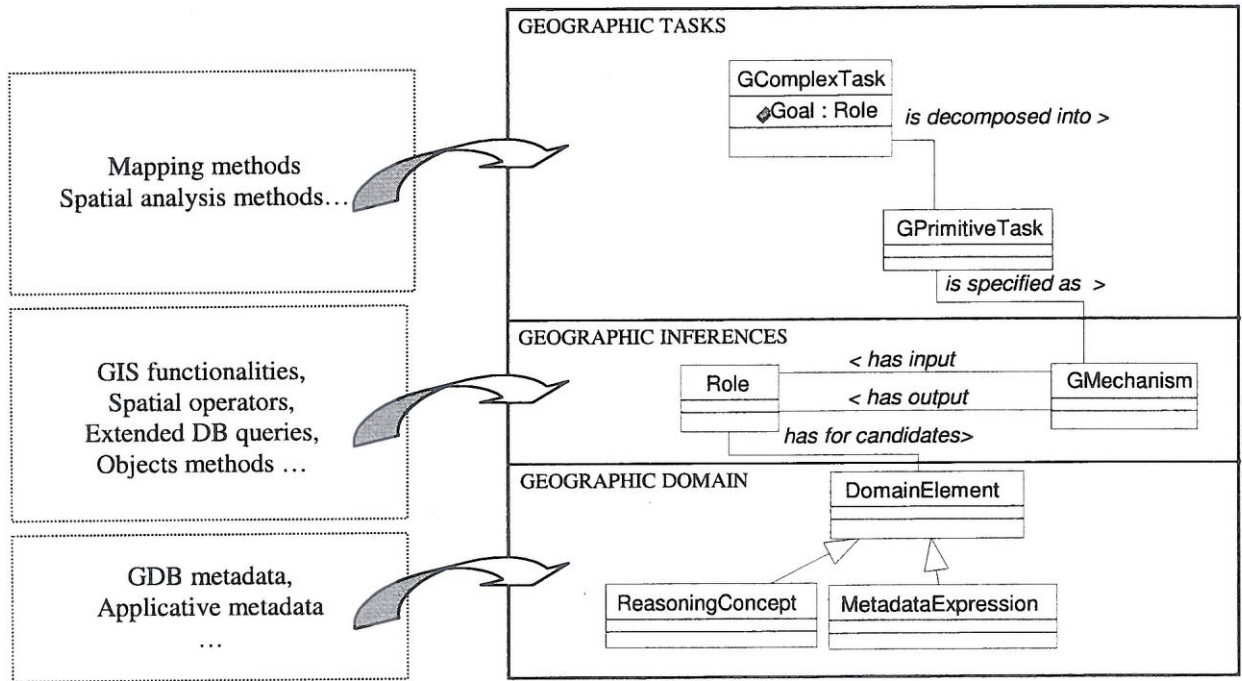 GEOGRAPHIC TASKS
GComplexTask
Goal : Role
is decomposed into >
Mapping methods
Spatial analysis methods…
GPrimitiveTask
is specified as >
GEOGRAPHIC INFERENCES
GIS functionalities,
Spatial operators,
Extended DB queries,
Objects methods …
< has input
Role
GMechanism
< has output
has for candidates>
GEOGRAPHIC DOMAIN
DomainElement
GDB metadata,
Applicative metadata
…
ReasoningConcept
MetadataExpression